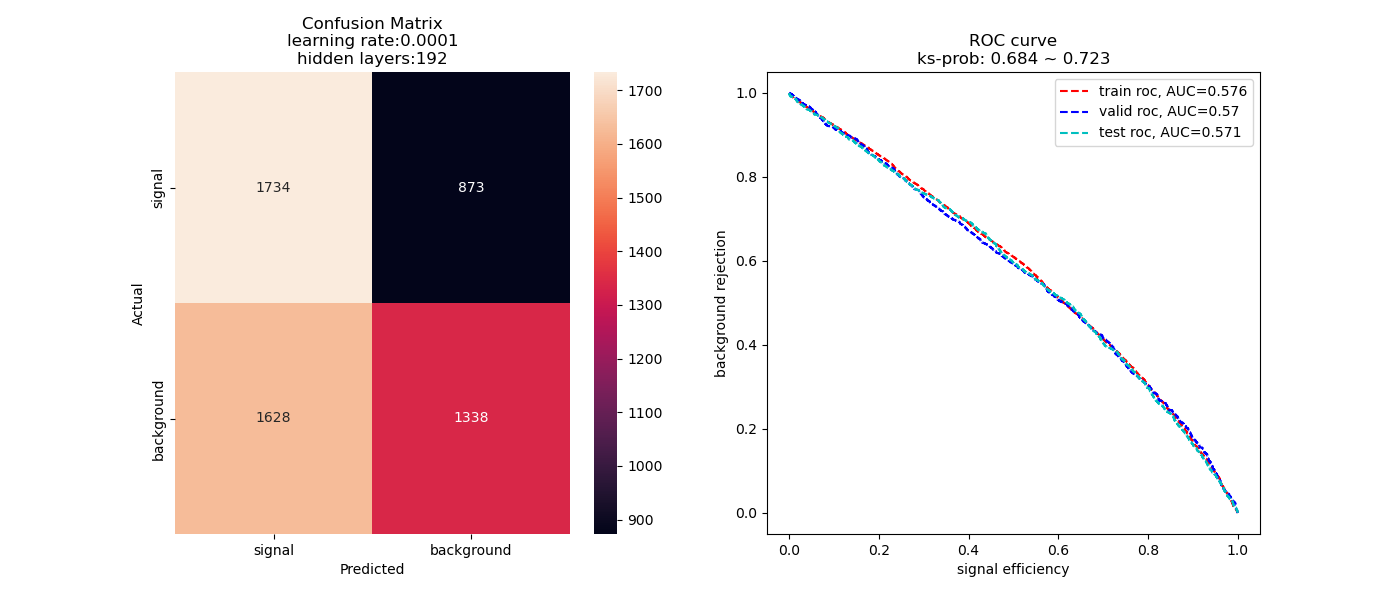 Confusion Matrix
learning rate:0.0001
hidden layers:192
signal
background
Actual
1734
873
1628
1338
signal
background
Predicted
1700
1600
1500
1400
1300
1200
1100
1000
900
ROC curve
ks-prob: 0.684 ~ 0.723
train roc, AUC=0.576
valid roc, AUC=0.57
test roc, AUC=0.571
background rejection
1.0
0.8
0.6
0.4
0.2
0.0
0.0
0.2
0.4
0.6
0.8
1.0
signal efficiency